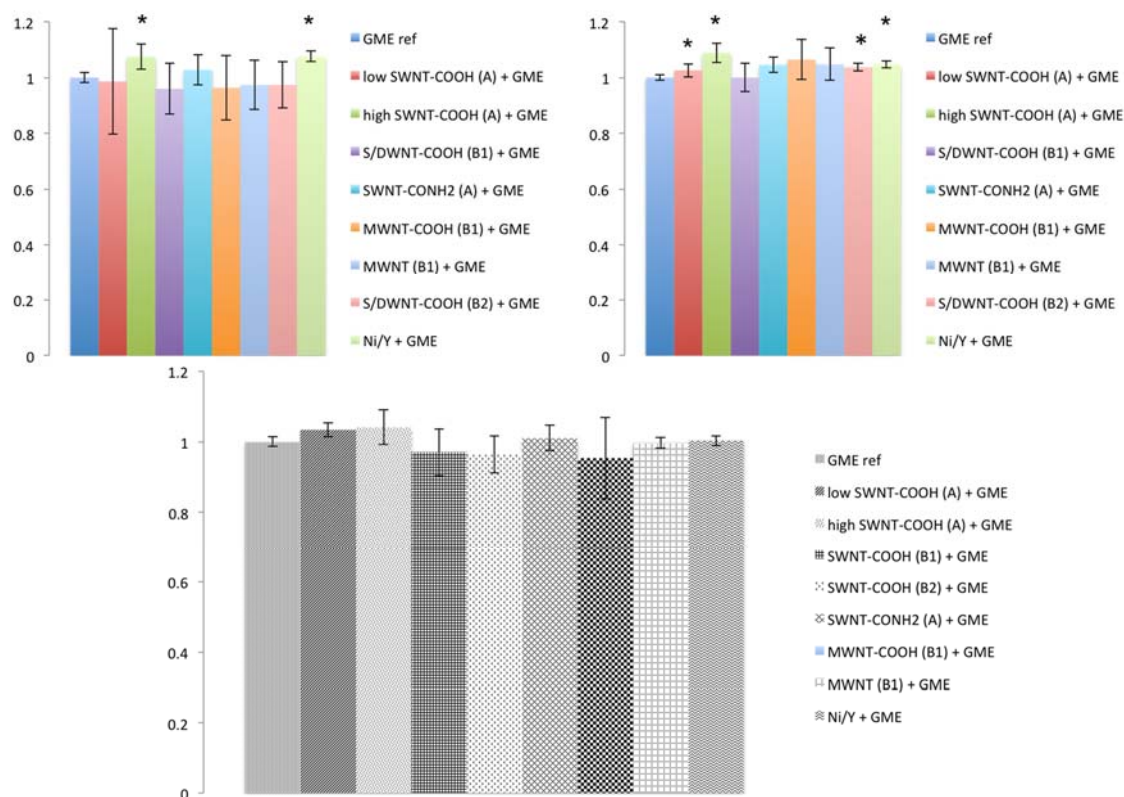 1.2
1
0.8
0.6
0.4
0.2
0
* *
GME ref
low SWNT-COOH (A) + GME
high SWNT-COOH (A) + GME
S/DWNT-COOH (B1) + GME
SWNT-CONH2 (A) + GME
MWNT-COOH (B1) + GME
MWNT (B1) + GME
S/DWNT-COOH (B2) + GME
Ni/Y + GME
1.2
1
0.8
0.6
0.4
0.2
0
* * * *
GME ref
low SWNT-COOH (A) + GME
high SWNT-COOH (A) + GME
S/DWNT-COOH (B1) + GME
SWNT-CONH2 (A) + GME
MWNT-COOH (B1) + GME
MWNT (B1) + GME
S/DWNT-COOH (B2) + GME
Ni/Y + GME
1.2
1
0.8
0.6
0.4
0.2
0
GME ref
low SWNT-COOH (A) + GME
high SWNT-COOH (A) + GME
SWNT-COOH (B1) + GME
SWNT-COOH (B2) + GME
SWNT-CONH2 (A) + GME
MWNT-COOH (B1) + GME
MWNT (B1) + GME
Ni/Y + GME